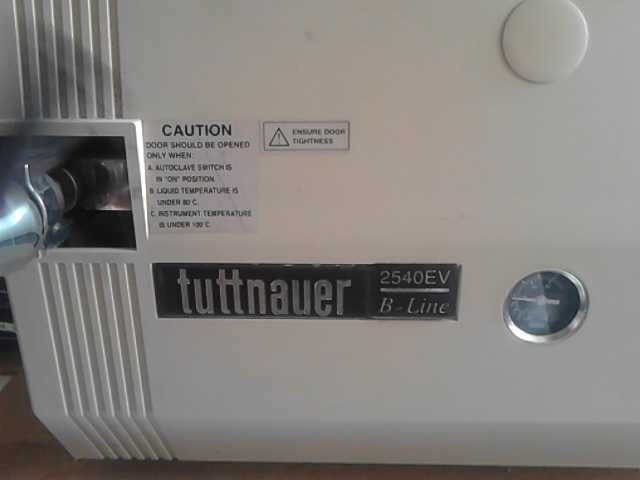 CAUTION
DOOR SHOULD BE OPENED
ONLY WHEN:
A. AUTOCLAVE SWITCH IS
IN "ON" POSITION.
B. LIQUID TEMPERATURE IS
UNDER 80°C.
C. INSTRUMENT TEMPERATURE
IS UNDER 100°C.
ENSURE DOOR
TIGHTNESS
tuttnauer
2540EV
B-Line